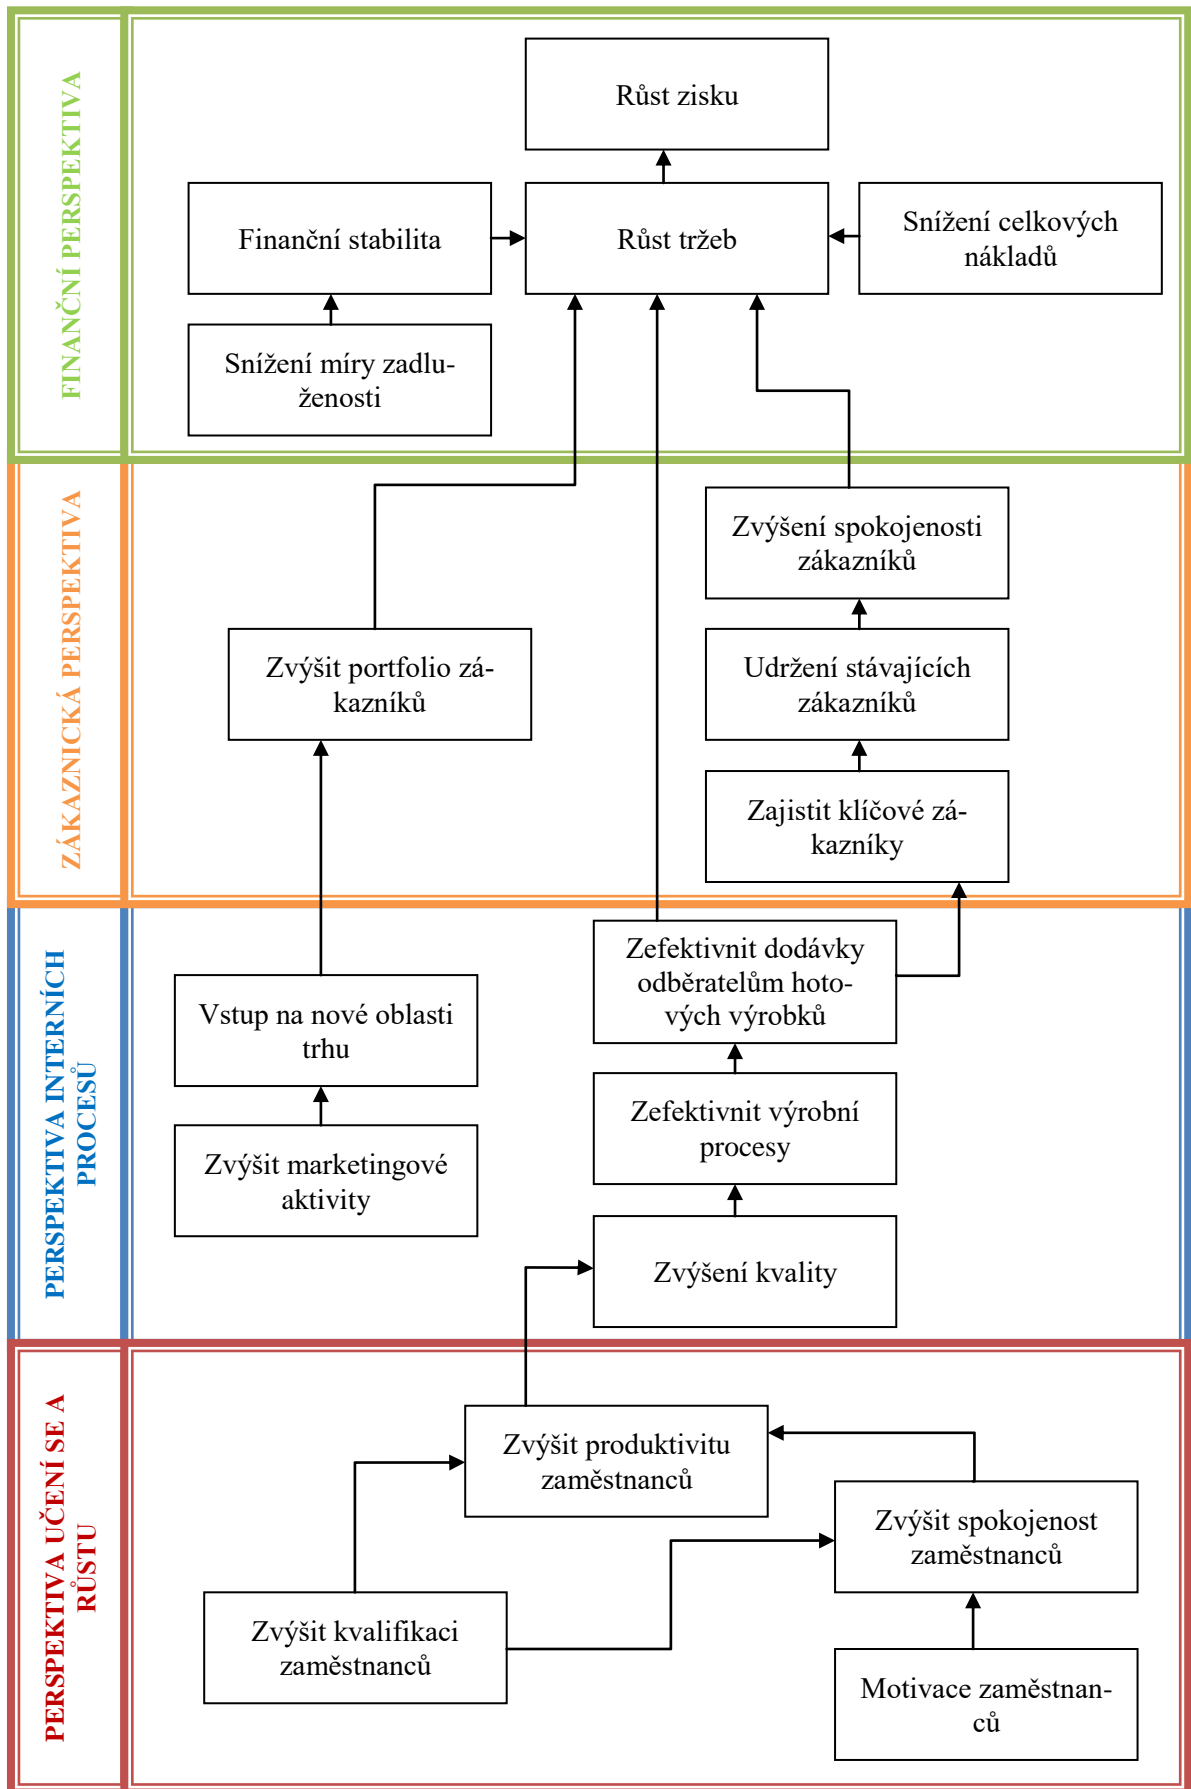 FINANČNÍ PERSPEKTIVA
Růst zisku
Finanční stabilita
Růst tržeb
Snížení celkových
nákladů
Snížení míry zadlu-
ženosti
ZÁKAZNICKÁ PERSPEKTIVA
Zvýšení spokojenosti
zákazníků
Zvýšit portfolio zá-
kazníků
Udržení stávajících
zákazníků
Zajistit klíčové zá-
kazníky
PERSPEKTIVA INTERNÍCH
PROCESŮ
Zefektivnit dodávky
odběratelům hoto-
vých výrobků
Vstup na nové oblasti
trhu
Zefektivnit výrobní
procesy
Zvýšit marketingové
aktivity
Zvýšení kvality
PERSPEKTIVA UČENÍ SE A
RŮSTU
Zvýšit produktivitu
zaměstnanců
Zvýšit spokojenost
zaměstnanců
Zvýšit kvalifikaci
zaměstnanců
Motivace zaměstnan-
ců